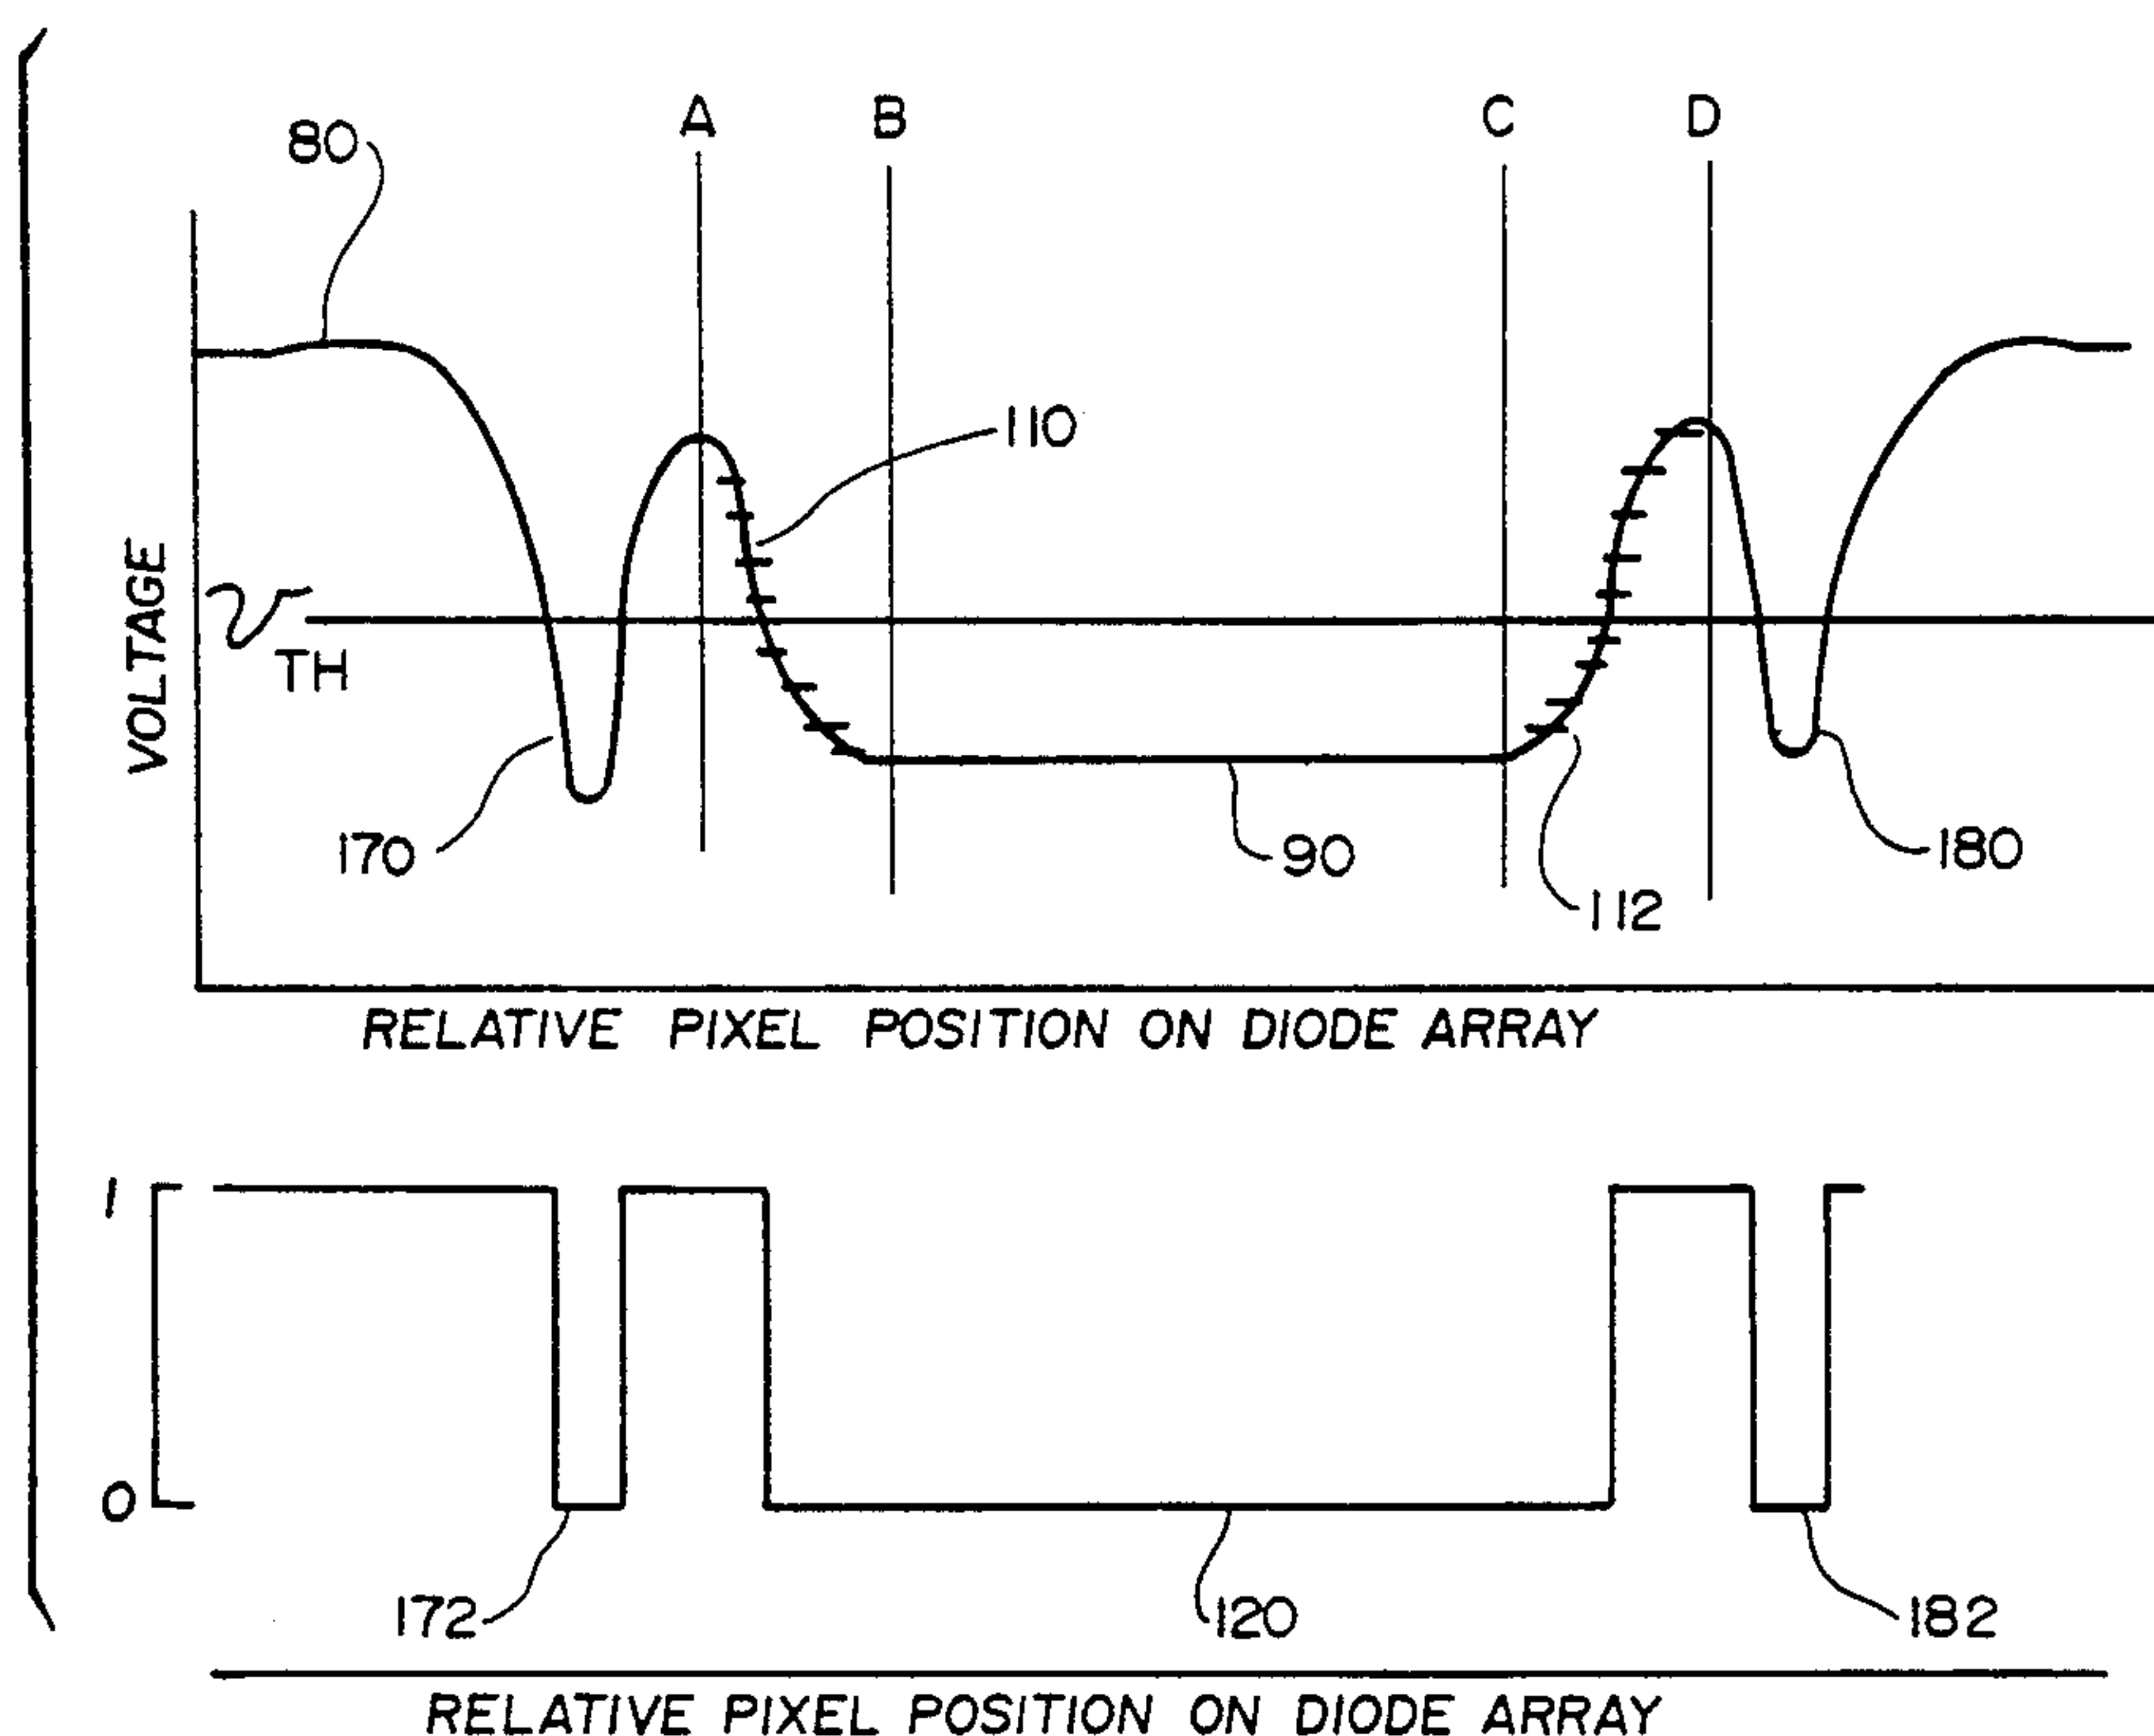 A B C D
80
110
VOLTAGE
V TH
170
90
180
112
RELATIVE PIXEL POSITION ON DIODE ARRAY
1
0
172
120
182
RELATIVE PIXEL POSITION ON DIODE ARRAY